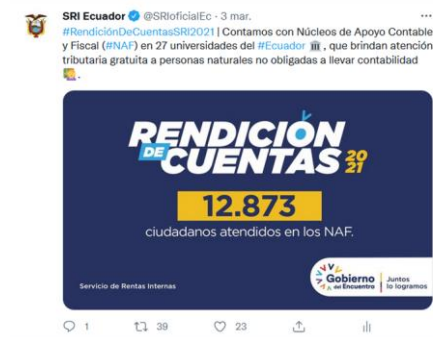 SRI Ecuador @SRIoficialEc · 3 mar.
#RendiciónDeCuentasSRI2021 | Contamos con Núcleos de Apoyo Contable
y Fiscal (#NAF) en 27 universidades del #Ecuador 🏛, que brindan atención
tributaria gratuita a personas naturales no obligadas a llevar contabilidad
.
RENDICIÓN
DE CUENTAS 2021
12.873
ciudadanos atendidos en los NAF.
Servicio de Rentas Internas
Gobierno del Encuentro | Juntos lo logramos
1 39 23